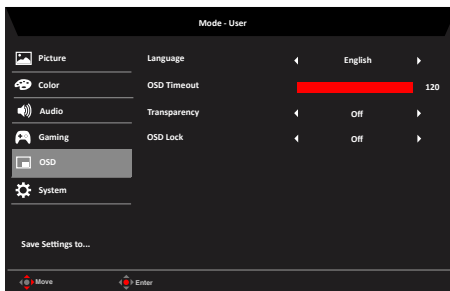 Mode - User
Picture
Language English
Color
OSD Timeout 120
Audio
Transparency Off
Gaming
OSD Lock Off
OSD
System
Save Settings to...
Move Enter